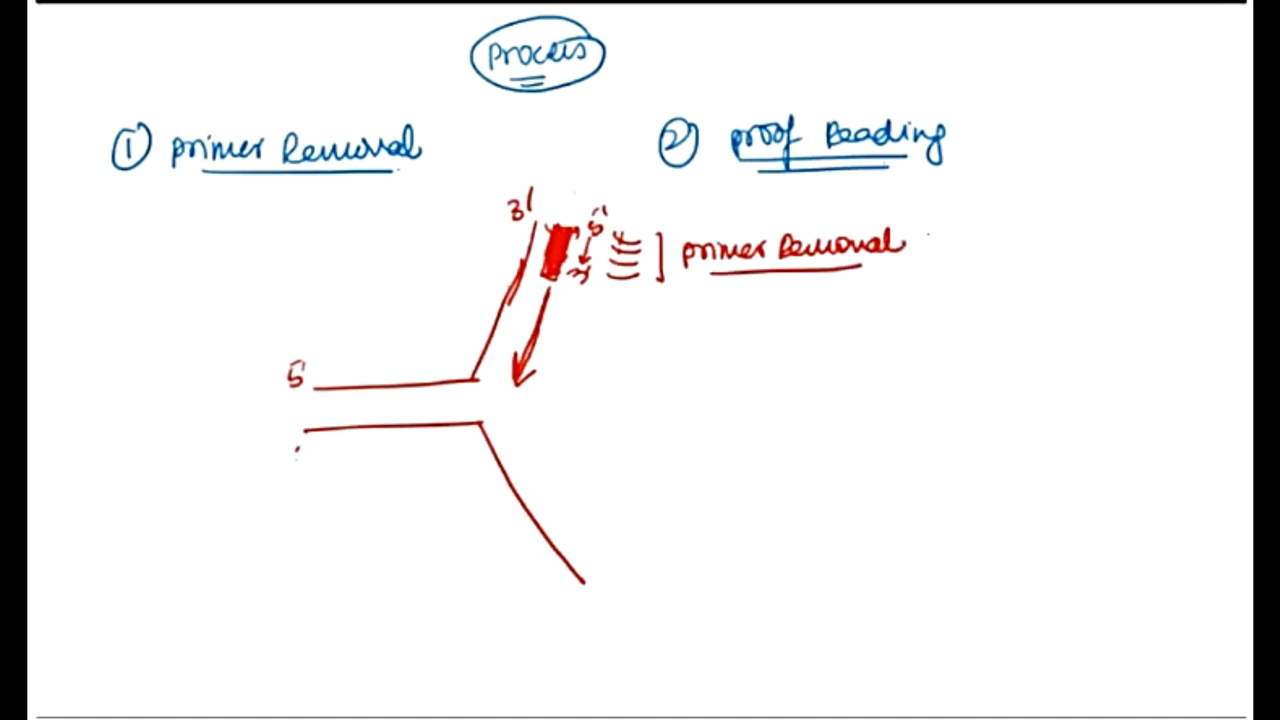 Process
① Primer Removal
② Proof Reading
3'
5'
3'
] Primer Removal
5'